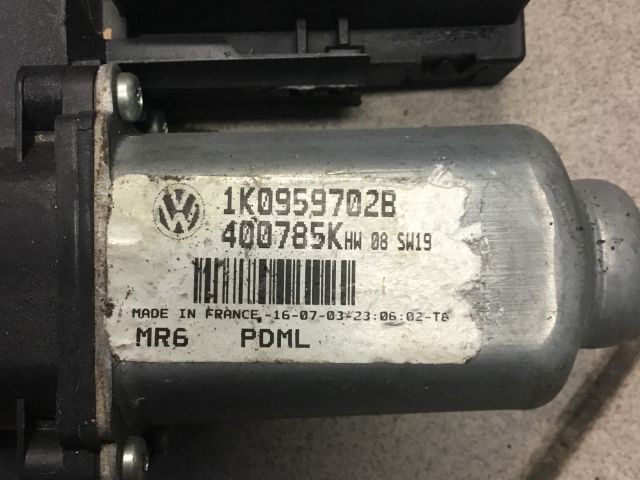 1K0959702B
400785K HW 08 SW19
MADE IN FRANCE -16-07-03-23:06:02-T6
MR6 PDML